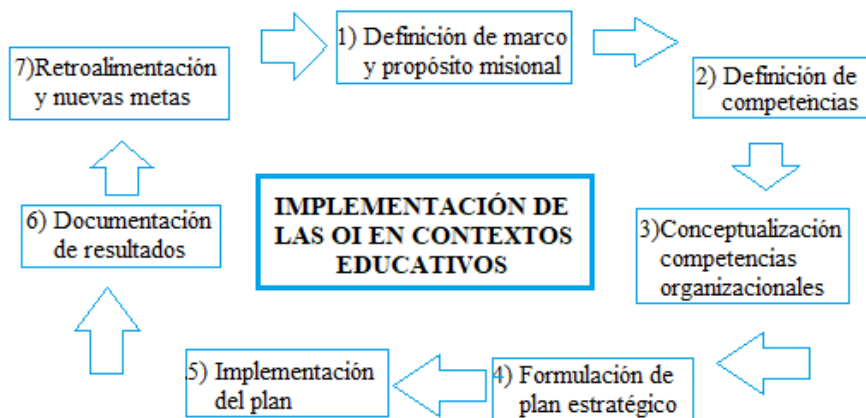 1) Definición de marco
y propósito misional
2) Definición de
competencias
3)Conceptualización
competencias
organizacionales
4) Formulación de
plan estratégico
5) Implementación
del plan
6) Documentación
de resultados
7)Retroalimentación
y nuevas metas
IMPLEMENTACIÓN DE
LAS OI EN CONTEXTOS
EDUCATIVOS